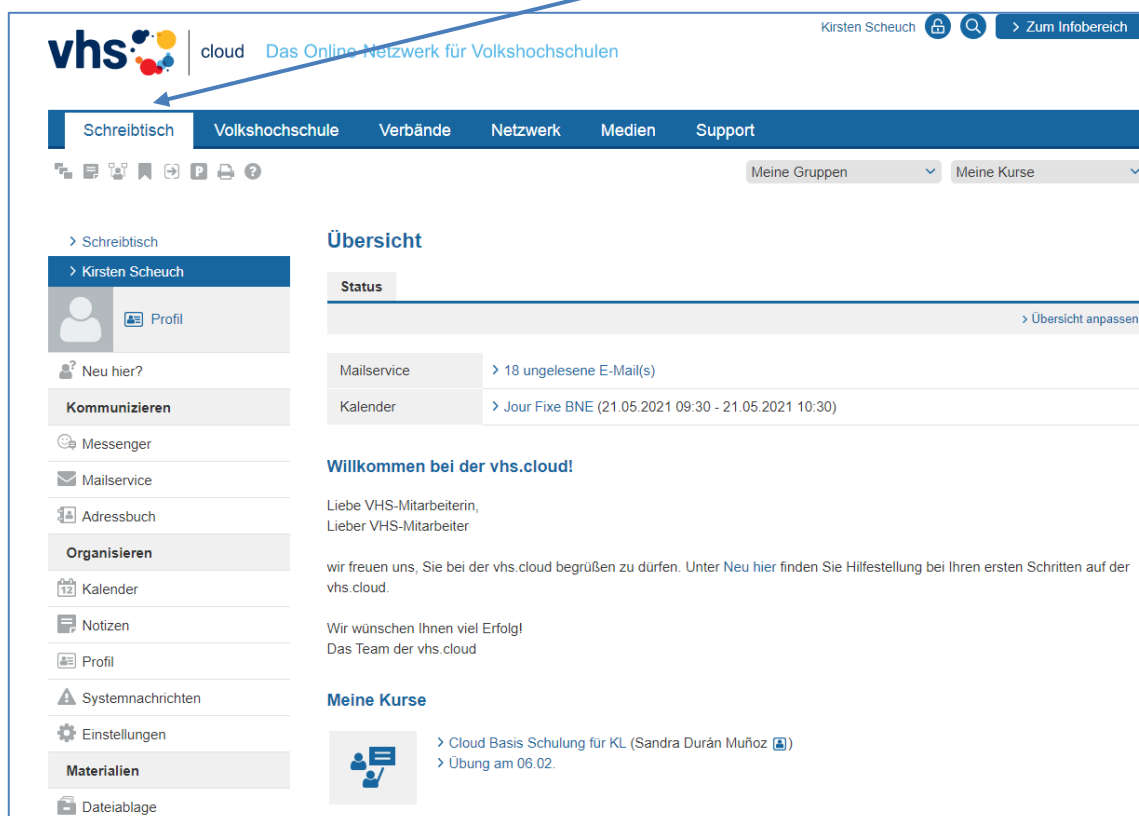 Kirsten Scheuch
> Zum Infobereich
vhs cloud Das Online-Netzwerk für Volkshochschulen
Schreibtisch Volkshochschule Verbände Netzwerk Medien Support
P ?
Meine Gruppen Meine Kurse
> Schreibtisch
> Kirsten Scheuch
Profil
Neu hier?
Kommunizieren
Messenger
Mailservice
Adressbuch
Organisieren
12 Kalender
Notizen
Profil
Systemnachrichten
Einstellungen
Materialien
Dateiablage
Übersicht
Status
> Übersicht anpassen
Mailservice > 18 ungelesene E-Mail(s)
Kalender > Jour Fixe BNE (21.05.2021 09:30 - 21.05.2021 10:30)
Willkommen bei der vhs.cloud!
Liebe VHS-Mitarbeiterin,
Lieber VHS-Mitarbeiter
wir freuen uns, Sie bei der vhs.cloud begrüßen zu dürfen. Unter Neu hier finden Sie Hilfestellung bei Ihren ersten Schritten auf der
vhs.cloud.
Wir wünschen Ihnen viel Erfolg!
Das Team der vhs.cloud
Meine Kurse
> Cloud Basis Schulung für KL (Sandra Durán Muñoz )
> Übung am 06.02.